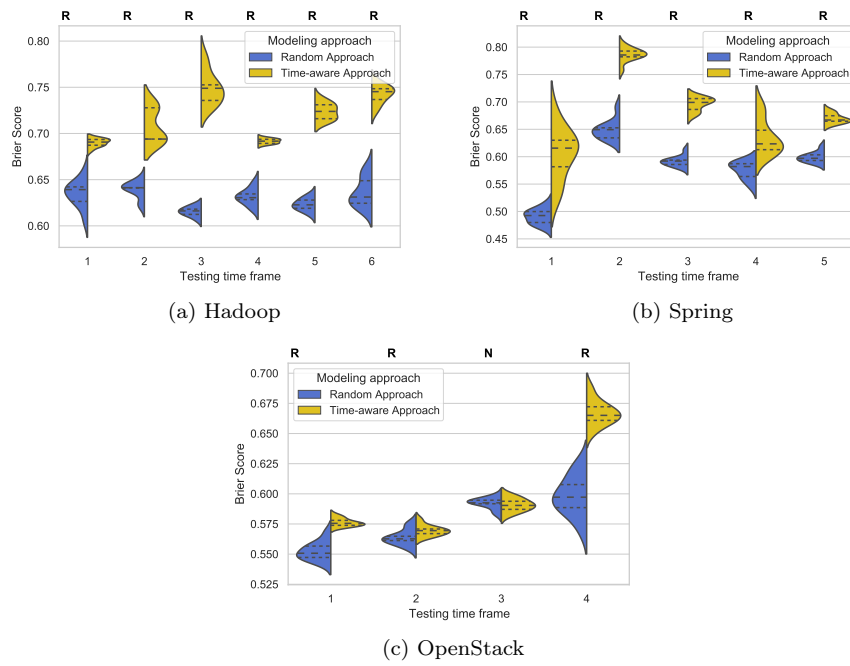 R R R R R R
Modeling approach
Random Approach
Time-aware Approach
Brier Score
0.80
0.75
0.70
0.65
0.60
1 2 3 4 5 6
Testing time frame
(a) Hadoop
R R R R R
Modeling approach
Random Approach
Time-aware Approach
Brier Score
0.80
0.75
0.70
0.65
0.60
0.55
0.50
0.45
1 2 3 4 5
Testing time frame
(b) Spring
R R N R
Modeling approach
Random Approach
Time-aware Approach
Brier Score
0.700
0.675
0.650
0.625
0.600
0.575
0.550
0.525
1 2 3 4
Testing time frame
(c) OpenStack